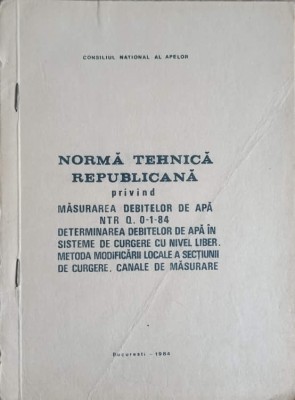 CONSILIUL NAȚIONAL AL APELOR
NORMĂ TEHNICĂ
REPUBLICANĂ
privind
MĂSURAREA DEBITELOR DE APĂ
NTR Q. 0-1-84
DETERMINAREA DEBITELOR DE APĂ ÎN
SISTEME DE CURGERE CU NIVEL LIBER.
METODA MODIFICĂRII LOCALE A SECȚIUNII
DE CURGERE. CANALE DE MĂSURARE
București - 1984